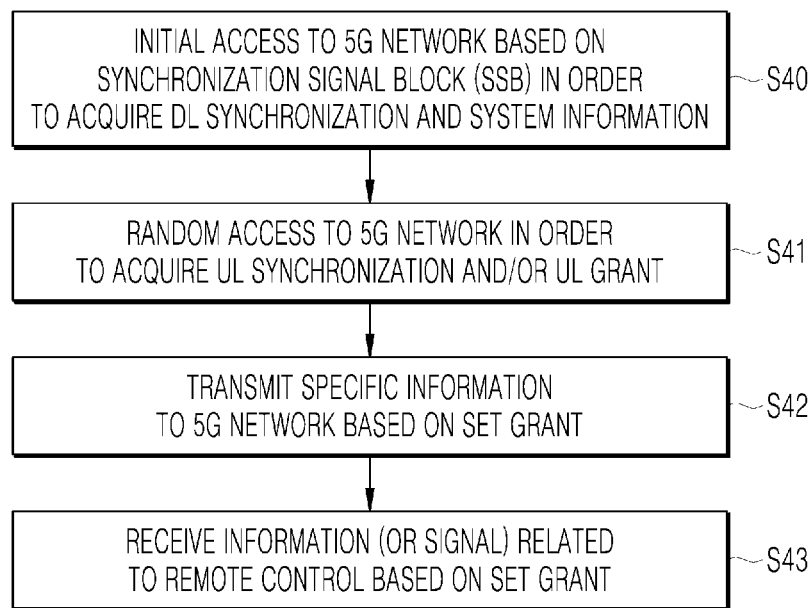 INITIAL ACCESS TO 5G NETWORK BASED ON
SYNCHRONIZATION SIGNAL BLOCK (SSB) IN ORDER
TO ACQUIRE DL SYNCHRONIZATION AND SYSTEM INFORMATION
S40
RANDOM ACCESS TO 5G NETWORK IN ORDER
TO ACQUIRE UL SYNCHRONIZATION AND/OR UL GRANT
S41
TRANSMIT SPECIFIC INFORMATION
TO 5G NETWORK BASED ON SET GRANT
S42
RECEIVE INFORMATION (OR SIGNAL) RELATED
TO REMOTE CONTROL BASED ON SET GRANT
S43